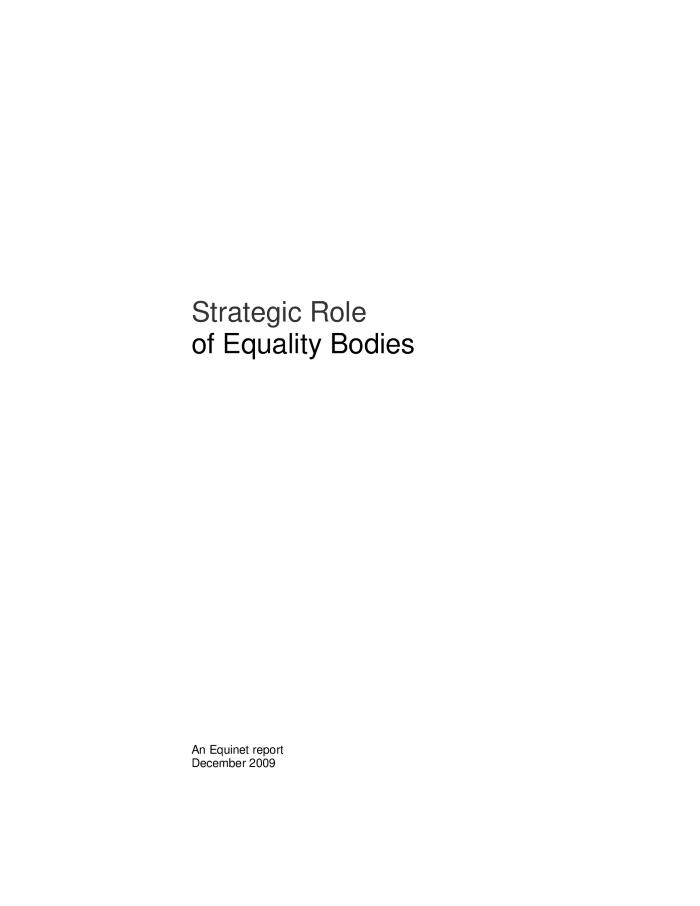 Strategic Role
of Equality Bodies
An Equinet report
December 2009